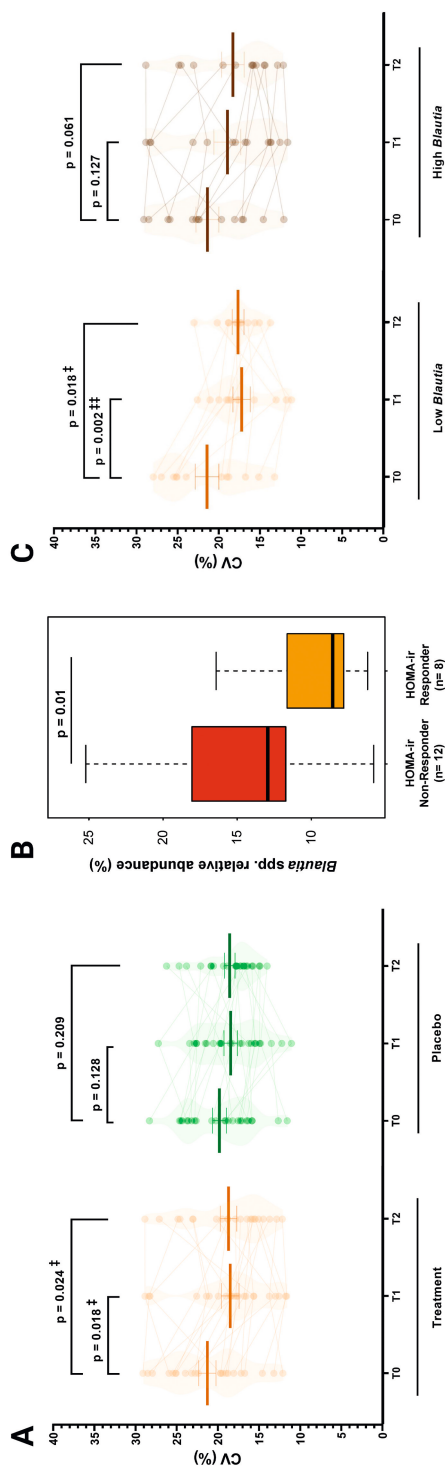 A
CV (%)
40
35
30
25
20
15
10
5
0
p = 0.024 ‡
p = 0.018 ‡
p = 0.209
p = 0.128
T0
T1
T2
T0
T1
T2
Treatment
Placebo
B
Blautia spp. relative abundance (%)
25
20
15
10
p = 0.01
HOMA-ir
Non-Responder
(n= 12)
HOMA-ir
Responder
(n= 8)
C
CV (%)
40
35
30
25
20
15
10
5
0
p = 0.018 ‡
p = 0.002 ‡‡
p = 0.061
p = 0.127
T0
T1
T2
T0
T1
T2
Low Blautia
High Blautia